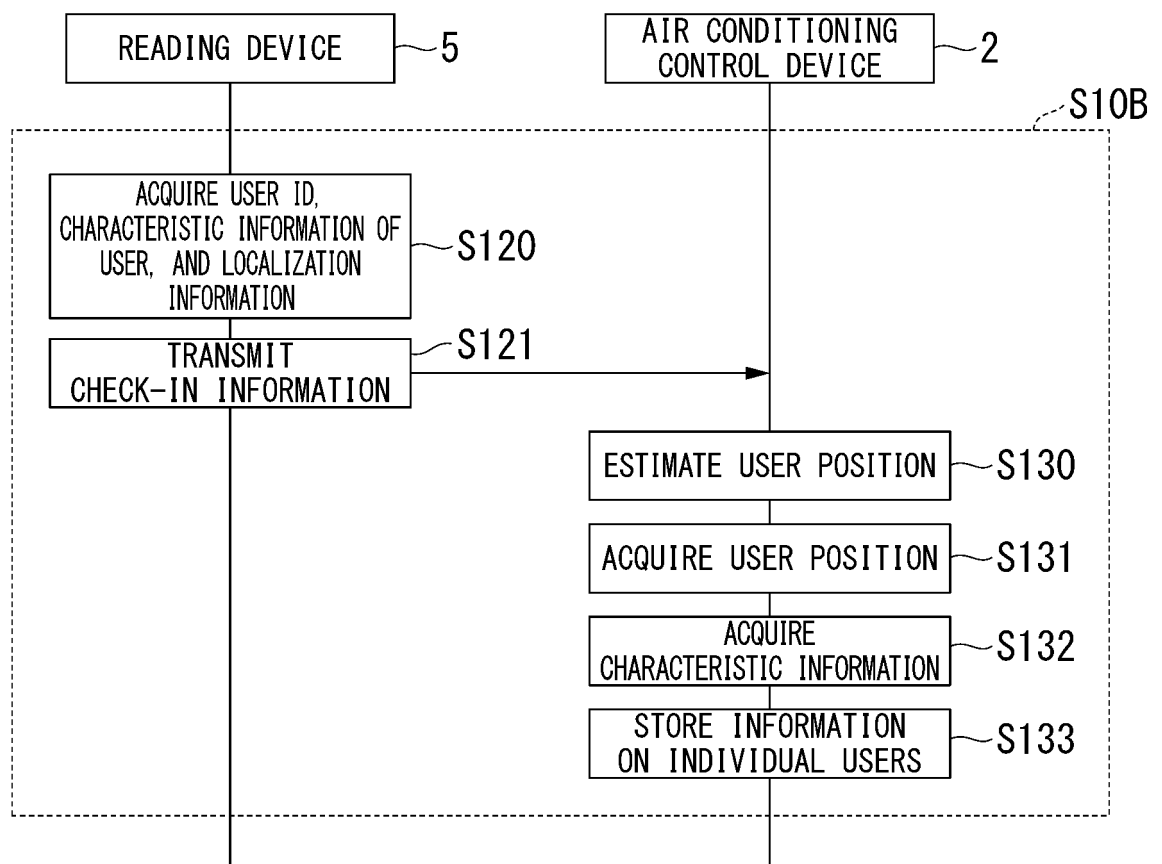 READING DEVICE
5
AIR CONDITIONING
CONTROL DEVICE
2
S10B
ACQUIRE USER ID,
CHARACTERISTIC INFORMATION OF
USER, AND LOCALIZATION
INFORMATION
S120
TRANSMIT
CHECK-IN INFORMATION
S121
ESTIMATE USER POSITION
S130
ACQUIRE USER POSITION
S131
ACQUIRE
CHARACTERISTIC INFORMATION
S132
STORE INFORMATION
ON INDIVIDUAL USERS
S133